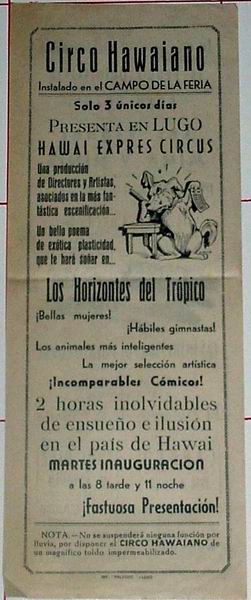 Circo Hawaiano
Instalado en el CAMPO DE LA FERIA
Solo 3 únicos días
PRESENTA EN LUGO
HAWAI EXPRES CIRCUS
Una producción
de Directores y Artistas,
asociados en la más fan-
tástica escenificación...
Un bello poema
de exótica plasticidad,
que le hará soñar en...
Los Horizontes del Trópico
¡Bellas mujeres!
¡Hábiles gimnastas!
Los animales más inteligentes
La mejor selección artística
¡Incomparables Cómicos!
2 horas inolvidables
de ensueño e ilusión
en el país de Hawai
MARTES INAUGURACION
a las 8 tarde y 11 noche
¡Fastuosa Presentación!
NOTA.—No se suspenderá ninguna función por
lluvia, por disponer el CIRCO HAWAIANO de
un magnífico toldo impermeabilizado.